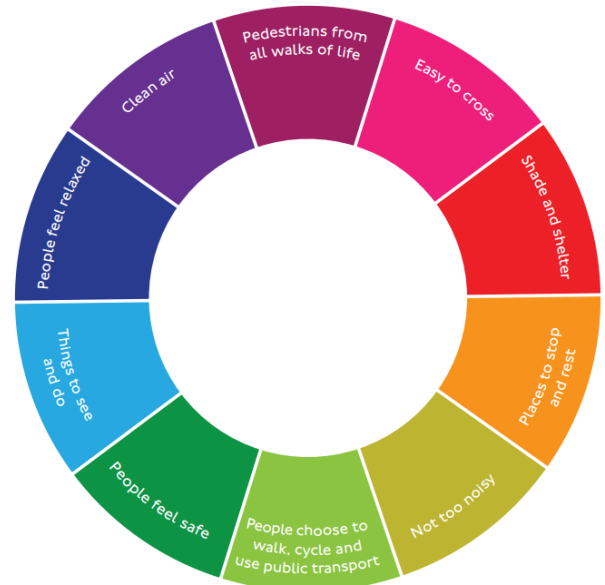 Pedestrians from
all walks of life
Easy to cross
Shade and shelter
Places to stop
and rest
Not too noisy
People choose to
walk, cycle and
use public transport
People feel safe
Things to see
and do
People feel relaxed
Clean air